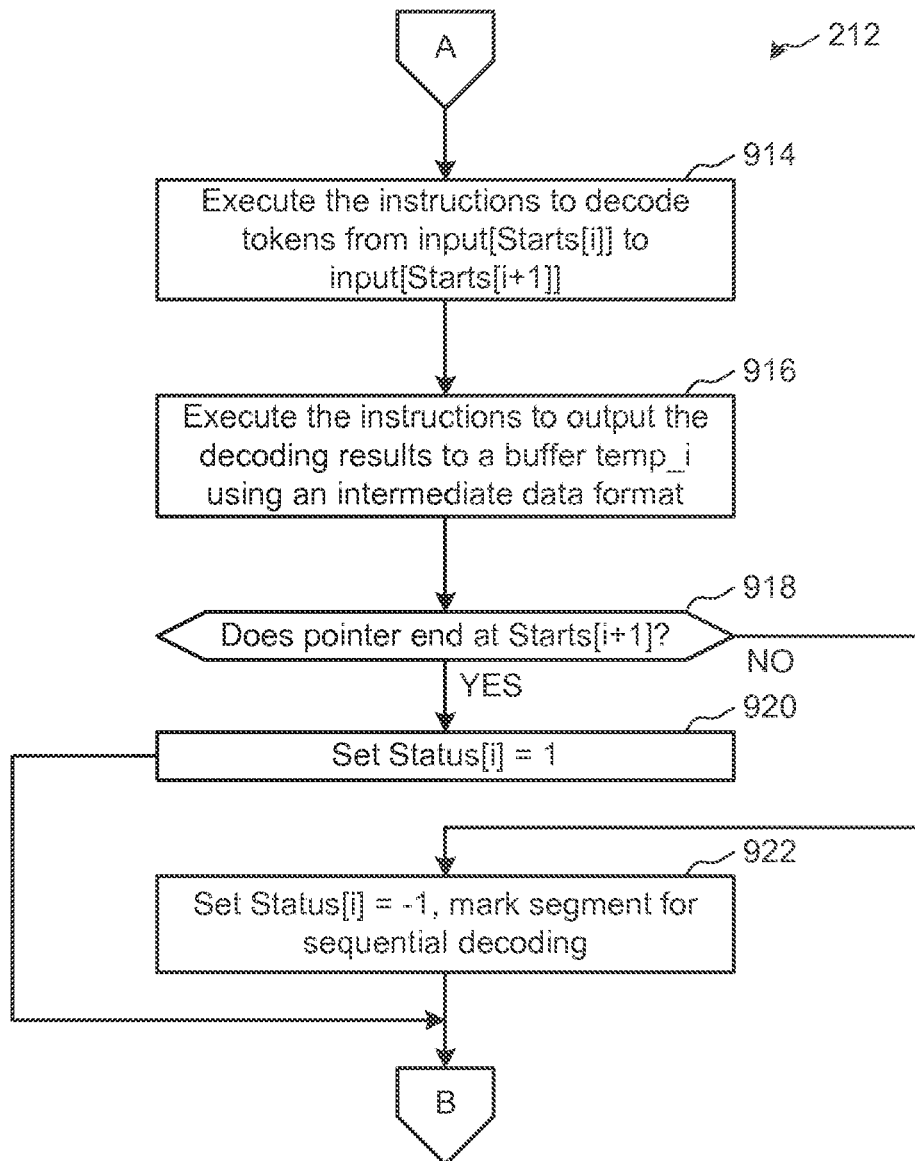 A
212
914
Execute the instructions to decode
tokens from input[Starts[i]] to
input[Starts[i+1]]
916
Execute the instructions to output the
decoding results to a buffer temp_i
using an intermediate data format
918
Does pointer end at Starts[i+1]?
NO
YES
920
Set Status[i] = 1
922
Set Status[i] = -1, mark segment for
sequential decoding
B